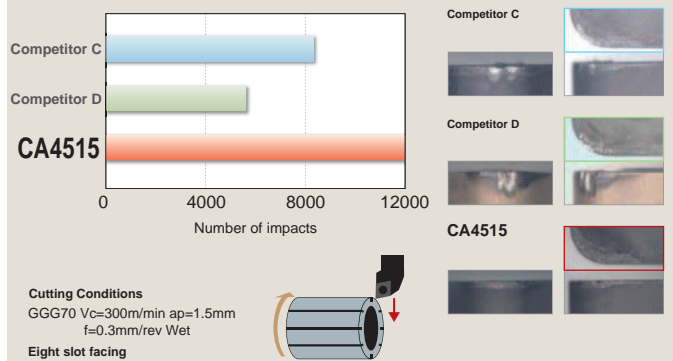 Competitor C
Competitor D
CA4515
0 4000 8000 12000
Number of impacts
Cutting Conditions
GGG70 Vc=300m/min ap=1.5mm
f=0.3mm/rev Wet
Eight slot facing
Competitor C
Competitor D
CA4515